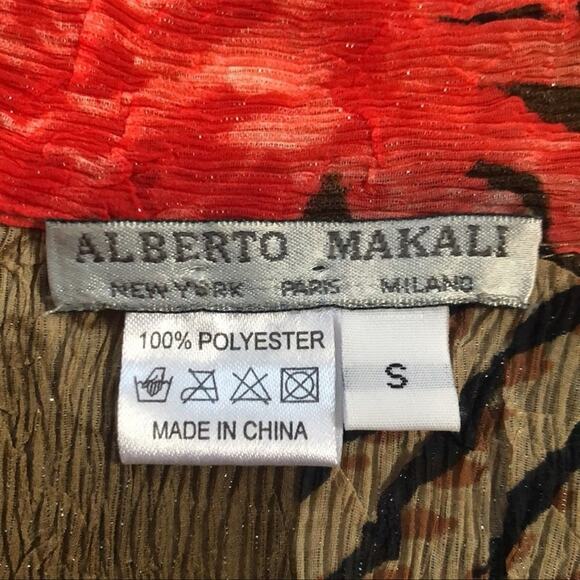 ALBERTO MAKALI
NEW YORK PARIS MILANO
100% POLYESTER
S
MADE IN CHINA